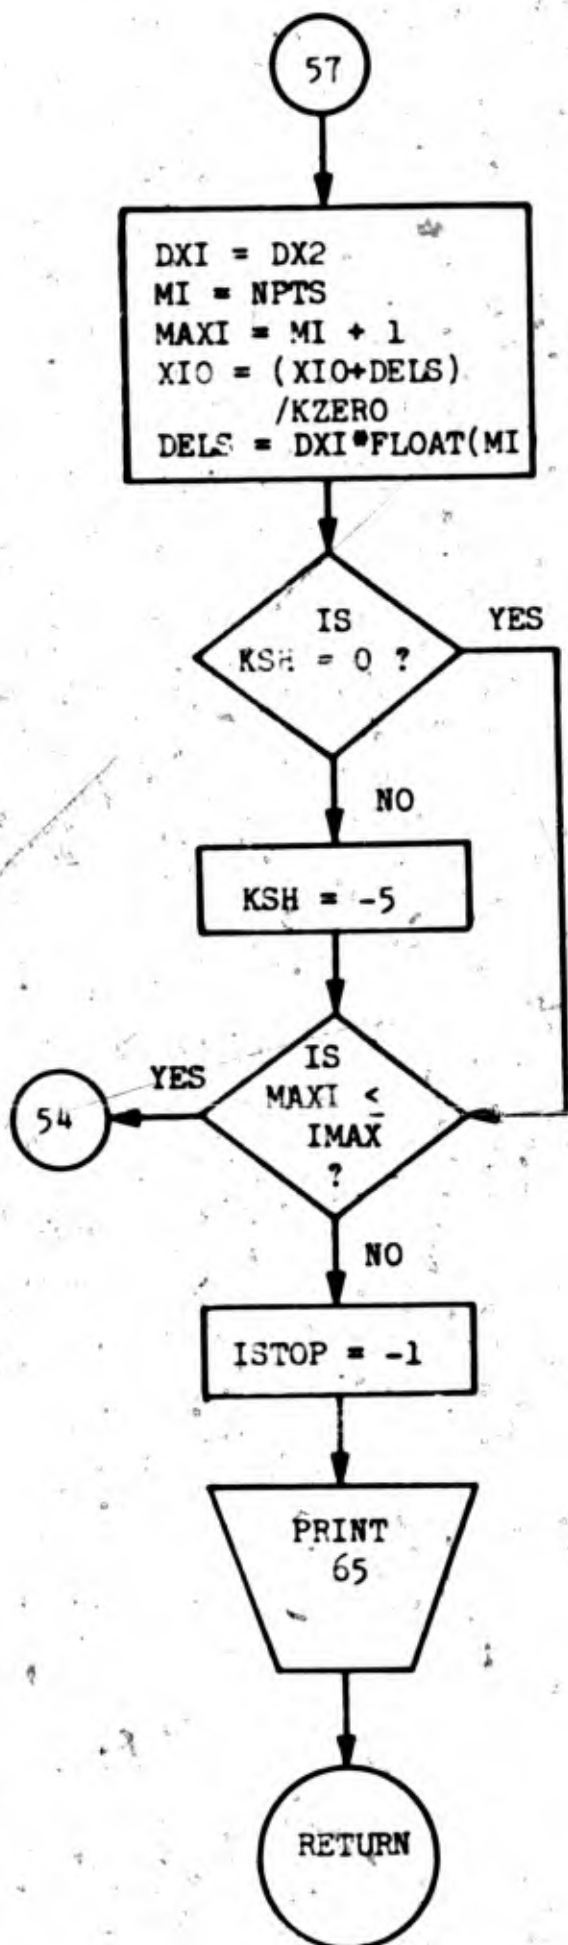 57
DXI = DX2
MI = NPTS
MAXI = MI + 1
XIO = (XIO+DELS)
/KZERO
DELS = DXI*FLOAT(MI
IS
KSH = 0 ?
YES
NO
KSH = -5
IS
MAXI ≤
IMAX
?
YES
54
NO
ISTOP = -1
PRINT
65
RETURN